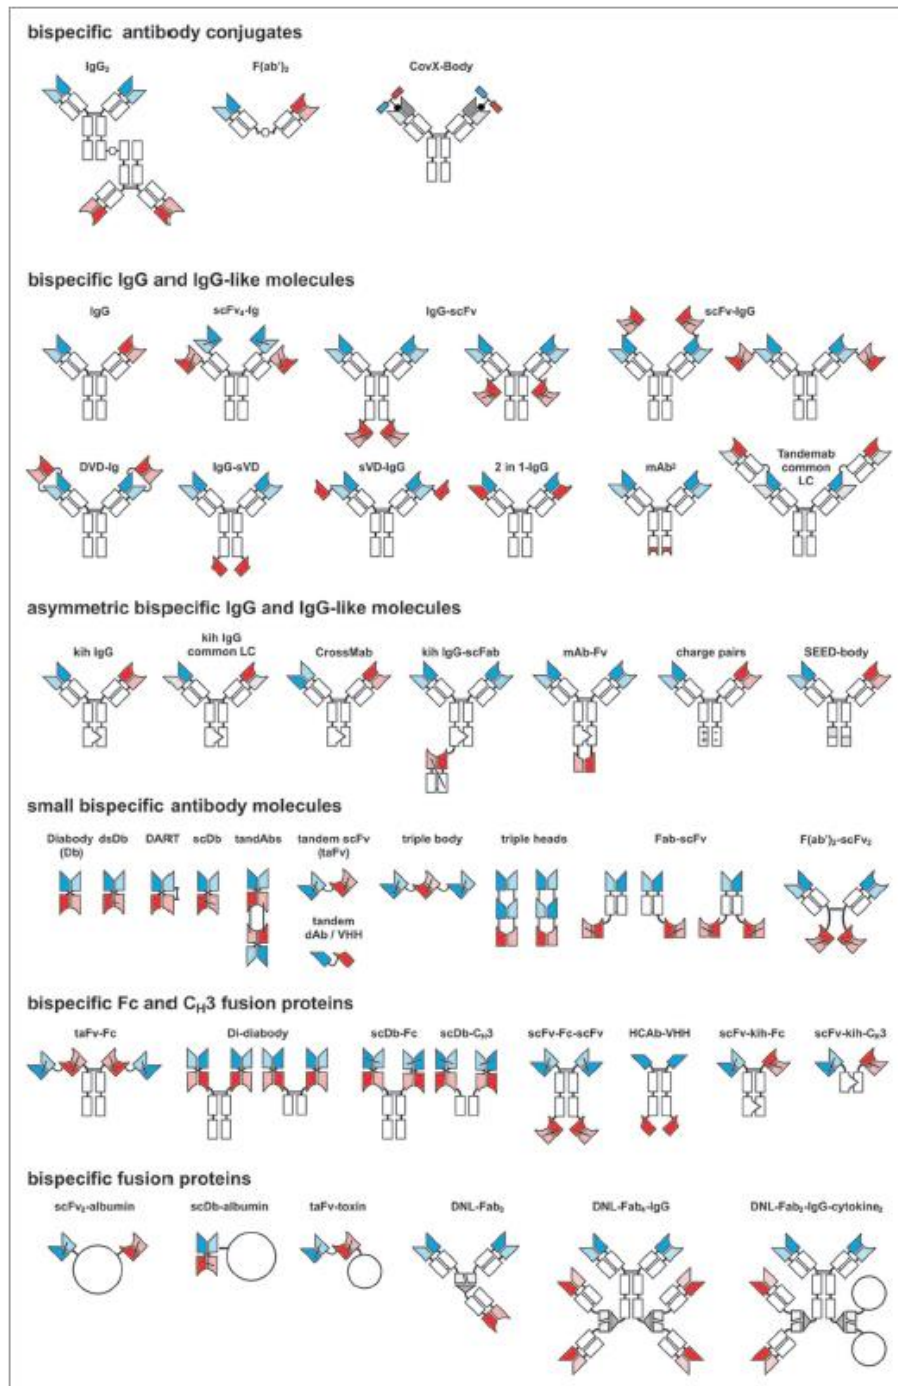 bispecific antibody conjugates
IgG₂
F(ab')₂
CovX-Body
bispecific IgG and IgG-like molecules
IgG
scFv₄-Ig
IgG-scFv
scFv-IgG
DVD-Ig
IgG-sVD
sVD-IgG
2 in 1-IgG
mAb²
Tandemab
common
LC
asymmetric bispecific IgG and IgG-like molecules
kih IgG
kih IgG
common LC
CrossMab
kih IgG-scFab
mAb-Fv
charge pairs
SEED-body
small bispecific antibody molecules
Diabody
(Db)
dsDb
DART
scDb
tandAbs
tandem scFv
(taFv)
tandem
dAb / VHH
triple body
triple heads
Fab-scFv
F(ab')₂-scFv₂
bispecific Fc and CH3 fusion proteins
taFv-Fc
Di-diabody
scDb-Fc
scDb-CH3
scFv-Fc-scFv
HCAb-VHH
scFv-kih-Fc
scFv-kih-CH3
bispecific fusion proteins
scFv₂-albumin
scDb-albumin
taFv-toxin
DNL-Fab₃
DNL-Fab₄-IgG
DNL-Fab₂-IgG-cytokine₂